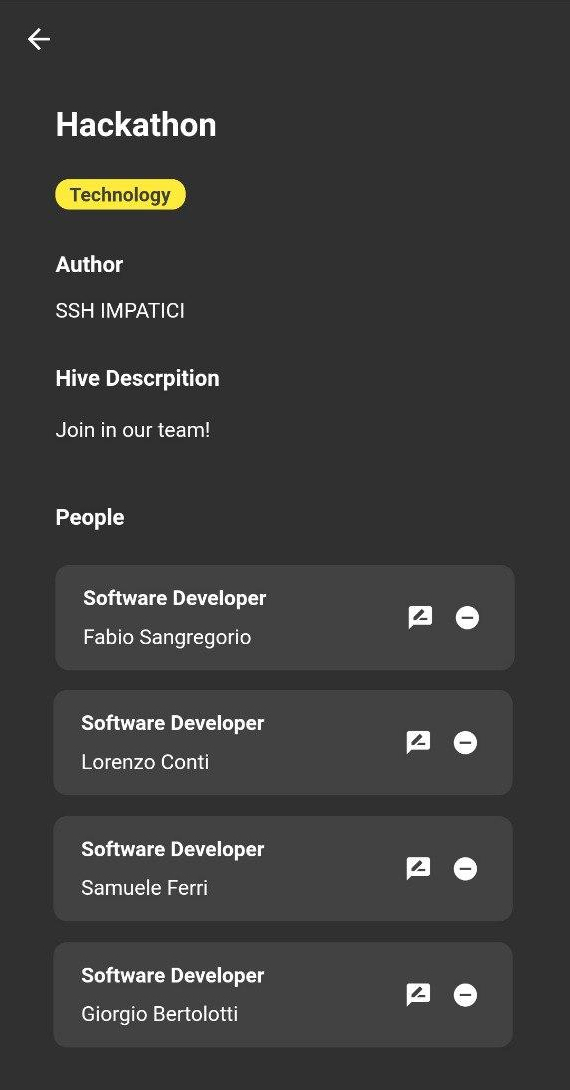 Hackathon
Technology
Author
SSH IMPATICI
Hive Descrpition
Join in our team!
People
Software Developer
Fabio Sangregorio
Software Developer
Lorenzo Conti
Software Developer
Samuele Ferri
Software Developer
Giorgio Bertolotti